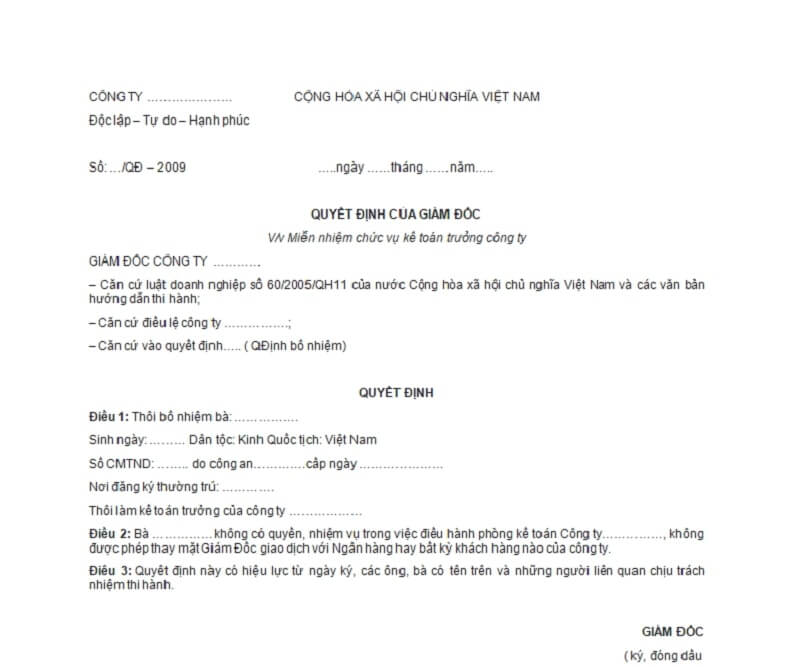 CÔNG TY ………………… CỘNG HÒA XÃ HỘI CHỦ NGHĨA VIỆT NAM
Độc lập – Tự do – Hạnh phúc
Số: …/QĐ – 2009 …..ngày ……tháng ……năm…..
QUYẾT ĐỊNH CỦA GIÁM ĐỐC
V/v Miễn nhiệm chức vụ kế toán trưởng công ty
GIÁM ĐỐC CÔNG TY …………
– Căn cứ luật doanh nghiệp số 60/2005/QH11 của nước Cộng hòa xã hội chủ nghĩa Việt Nam và các văn bản
hướng dẫn thi hành;
– Căn cứ điều lệ công ty ……………;
– Căn cứ vào quyết định….. ( QĐịnh bổ nhiệm)
QUYẾT ĐỊNH
Điều 1: Thôi bổ nhiệm bà: …………….
Sinh ngày: ……… Dân tộc: Kinh Quốc tịch: Việt Nam
Số CMTND: …….. do công an………….cấp ngày …………………
Nơi đăng ký thường trú: ………….
Thôi làm kế toán trưởng của công ty ………………
Điều 2: Bà …………… không có quyền, nhiệm vụ trong việc điều hành phòng kế toán Công ty……………, không
được phép thay mặt Giám Đốc giao dịch với Ngân hàng hay bất kỳ khách hàng nào của công ty.
Điều 3: Quyết định này có hiệu lực từ ngày ký, các ông, bà có tên trên và những người liên quan chịu trách
nhiệm thi hành.
GIÁM ĐỐC
( ký, đóng dấu